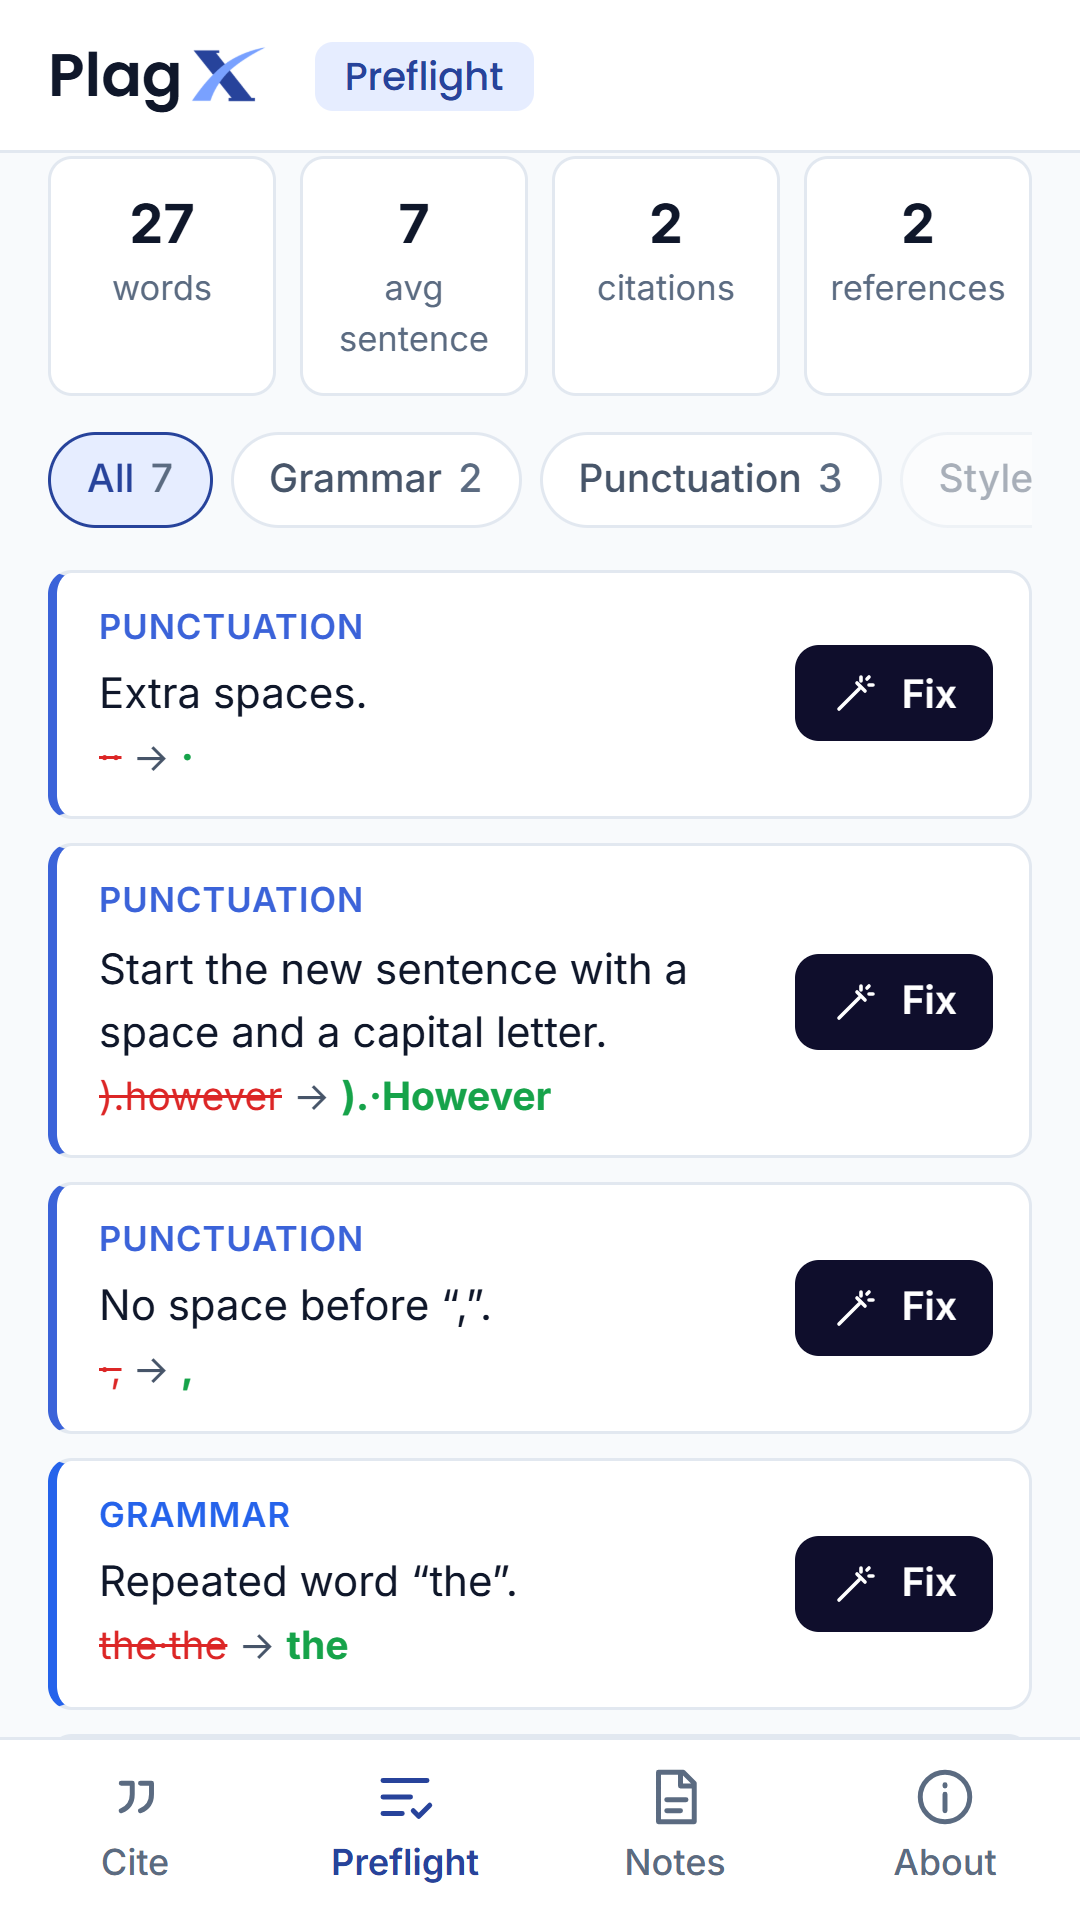 Plag X Preflight
27 7 2 2
words avg sentence citations references
All 7 Grammar 2 Punctuation 3 Style
PUNCTUATION
Extra spaces.
·· → ·
Fix
PUNCTUATION
Start the new sentence with a
space and a capital letter.
).however → ).·However
Fix
PUNCTUATION
No space before “,”.
·, → ,
Fix
GRAMMAR
Repeated word “the”.
the·the → the
Fix
Cite Preflight Notes About